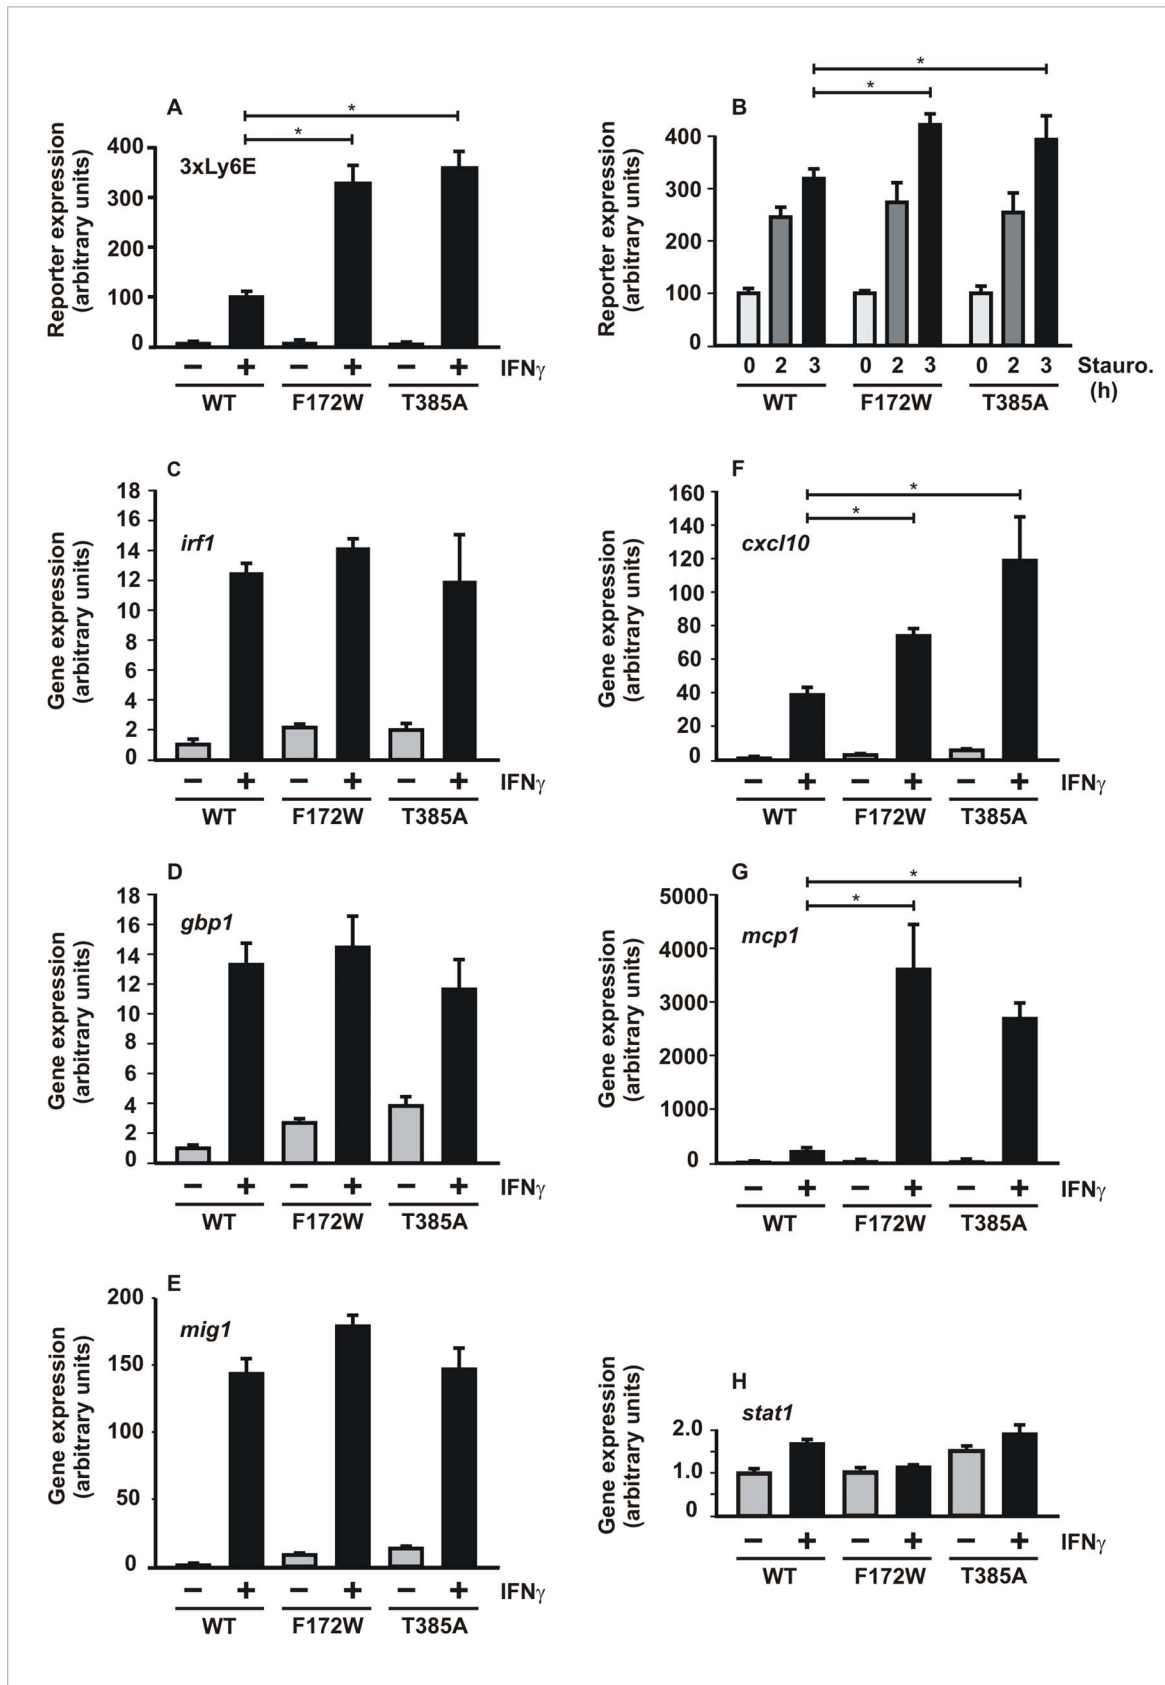 A
3xLy6E
Reporter expression
(arbitrary units)
400
300
200
100
0
*
*
− + − + − + IFNγ
WT F172W T385A
B
Reporter expression
(arbitrary units)
400
300
200
100
0
*
*
0 2 3 0 2 3 0 2 3 Stauro.
(h)
WT F172W T385A
C
irf1
Gene expression
(arbitrary units)
18
16
14
12
10
8
6
4
2
0
− + − + − + IFNγ
WT F172W T385A
F
cxcl10
Gene expression
(arbitrary units)
160
140
120
100
80
60
40
20
0
*
*
− + − + − + IFNγ
WT F172W T385A
D
gbp1
Gene expression
(arbitrary units)
18
16
14
12
10
8
6
4
2
0
− + − + − + IFNγ
WT F172W T385A
G
mcp1
Gene expression
(arbitrary units)
5000
4000
3000
2000
1000
0
*
*
− + − + − + IFNγ
WT F172W T385A
E
mig1
Gene expression
(arbitrary units)
200
150
100
50
0
− + − + − + IFNγ
WT F172W T385A
H
stat1
Gene expression
(arbitrary units)
2.0
1.0
0
− + − + − + IFNγ
WT F172W T385A